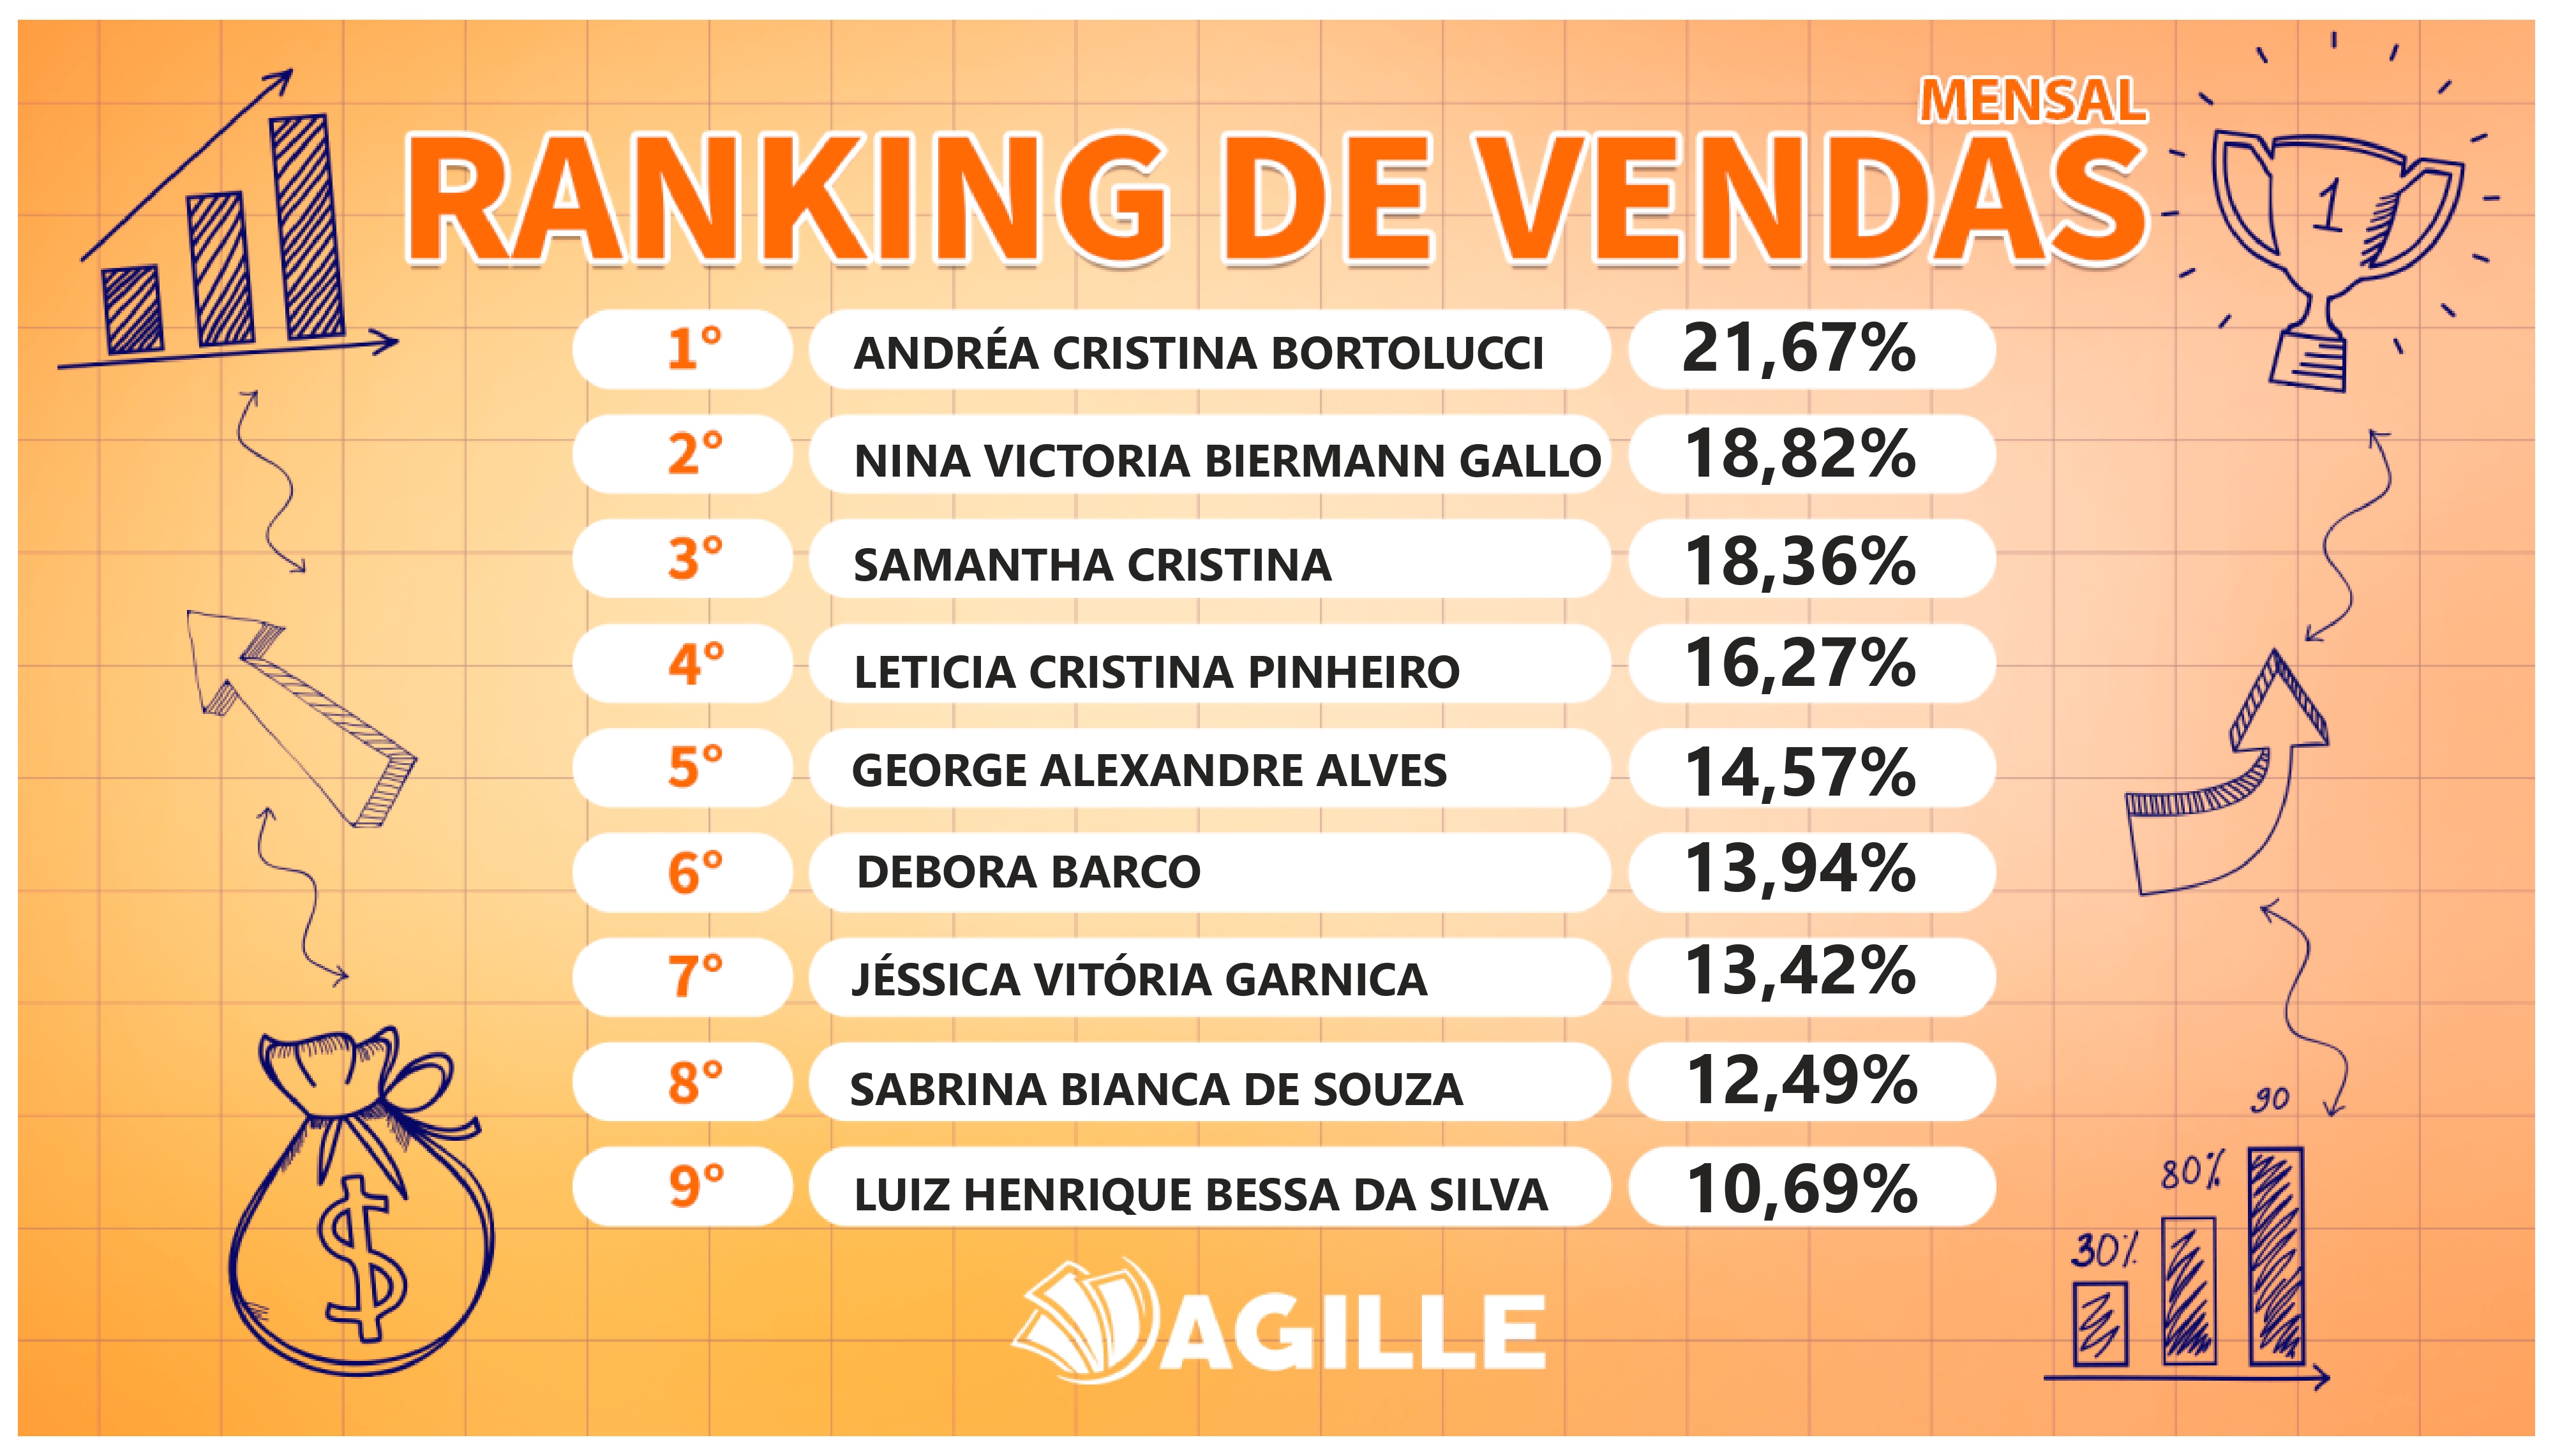 MENSAL
RANKING DE VENDAS
1
1° ANDRÉA CRISTINA BORTOLUCCI 21,67%
2° NINA VICTORIA BIERMANN GALLO 18,82%
3° SAMANTHA CRISTINA 18,36%
4° LETICIA CRISTINA PINHEIRO 16,27%
5° GEORGE ALEXANDRE ALVES 14,57%
6° DEBORA BARCO 13,94%
7° JÉSSICA VITÓRIA GARNICA 13,42%
8° SABRINA BIANCA DE SOUZA 12,49%
9° LUIZ HENRIQUE BESSA DA SILVA 10,69%
$
30%
80%
90
AGILLE